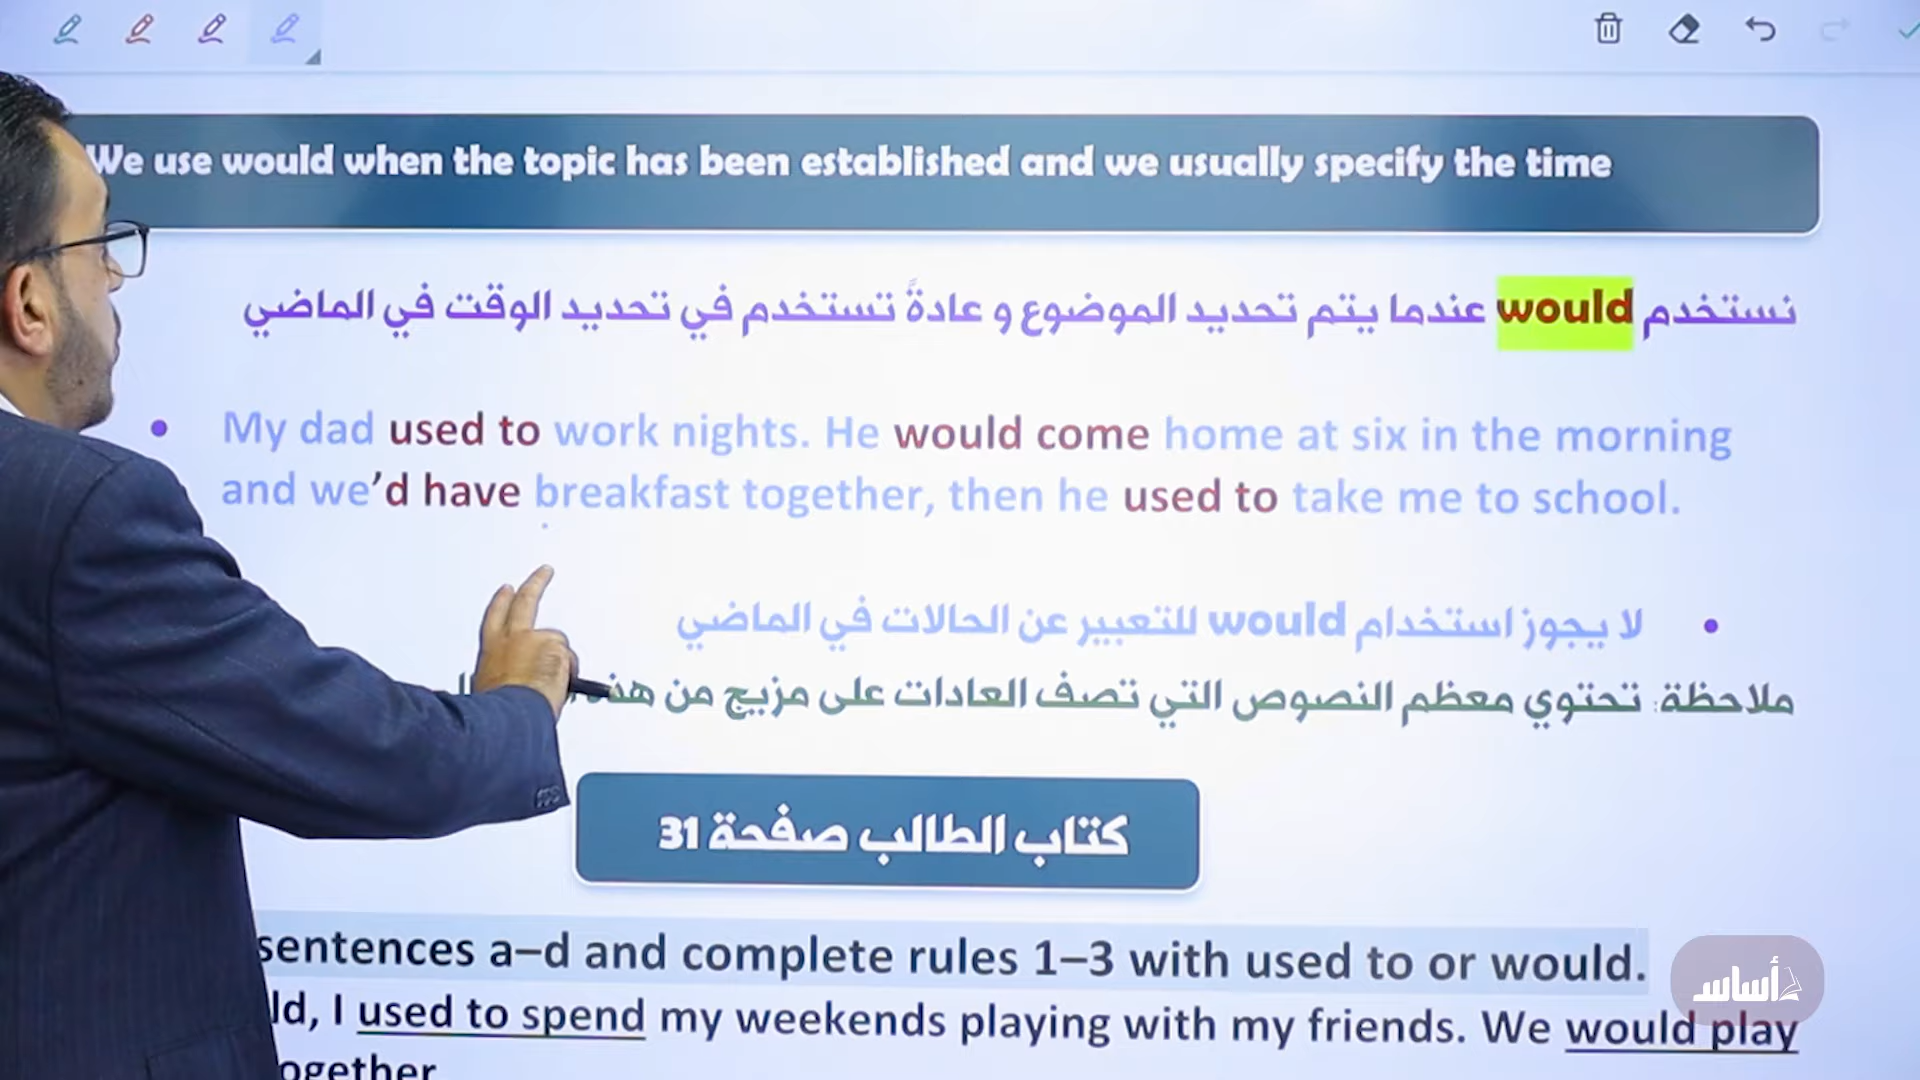 We use would when the topic has been established and we usually specify the time
نستخدم would عندما يتم تحديد الموضوع و عادةً تستخدم في تحديد الوقت في الماضي
• My dad used to work nights. He would come home at six in the morning
and we’d have breakfast together, then he used to take me to school.
• لا يجوز استخدام would للتعبير عن الحالات في الماضي
ملاحظة: تحتوي معظم النصوص التي تصف العادات على مزيج من
كتاب الطالب صفحة 31
sentences a–d and complete rules 1–3 with used to or would.
I used to spend my weekends playing with my friends. We would play
أساس